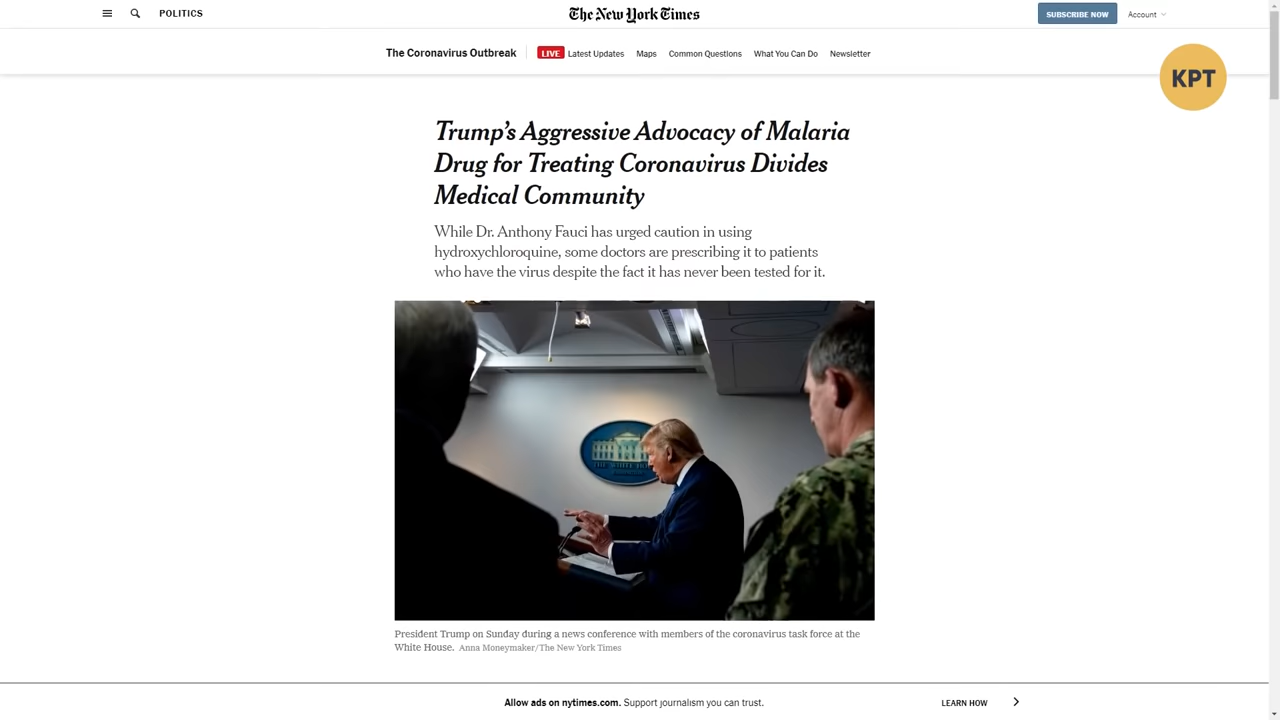 POLITICS
The New York Times
SUBSCRIBE NOW
Account
The Coronavirus Outbreak
LIVE Latest Updates Maps Common Questions What You Can Do Newsletter
KPT
Trump's Aggressive Advocacy of Malaria
Drug for Treating Coronavirus Divides
Medical Community
While Dr. Anthony Fauci has urged caution in using
hydroxychloroquine, some doctors are prescribing it to patients
who have the virus despite the fact it has never been tested for it.
THE WHITE HOUSE
President Trump on Sunday during a news conference with members of the coronavirus task force at the
White House. Anna Moneymaker/The New York Times
Allow ads on nytimes.com. Support journalism you can trust.
LEARN HOW